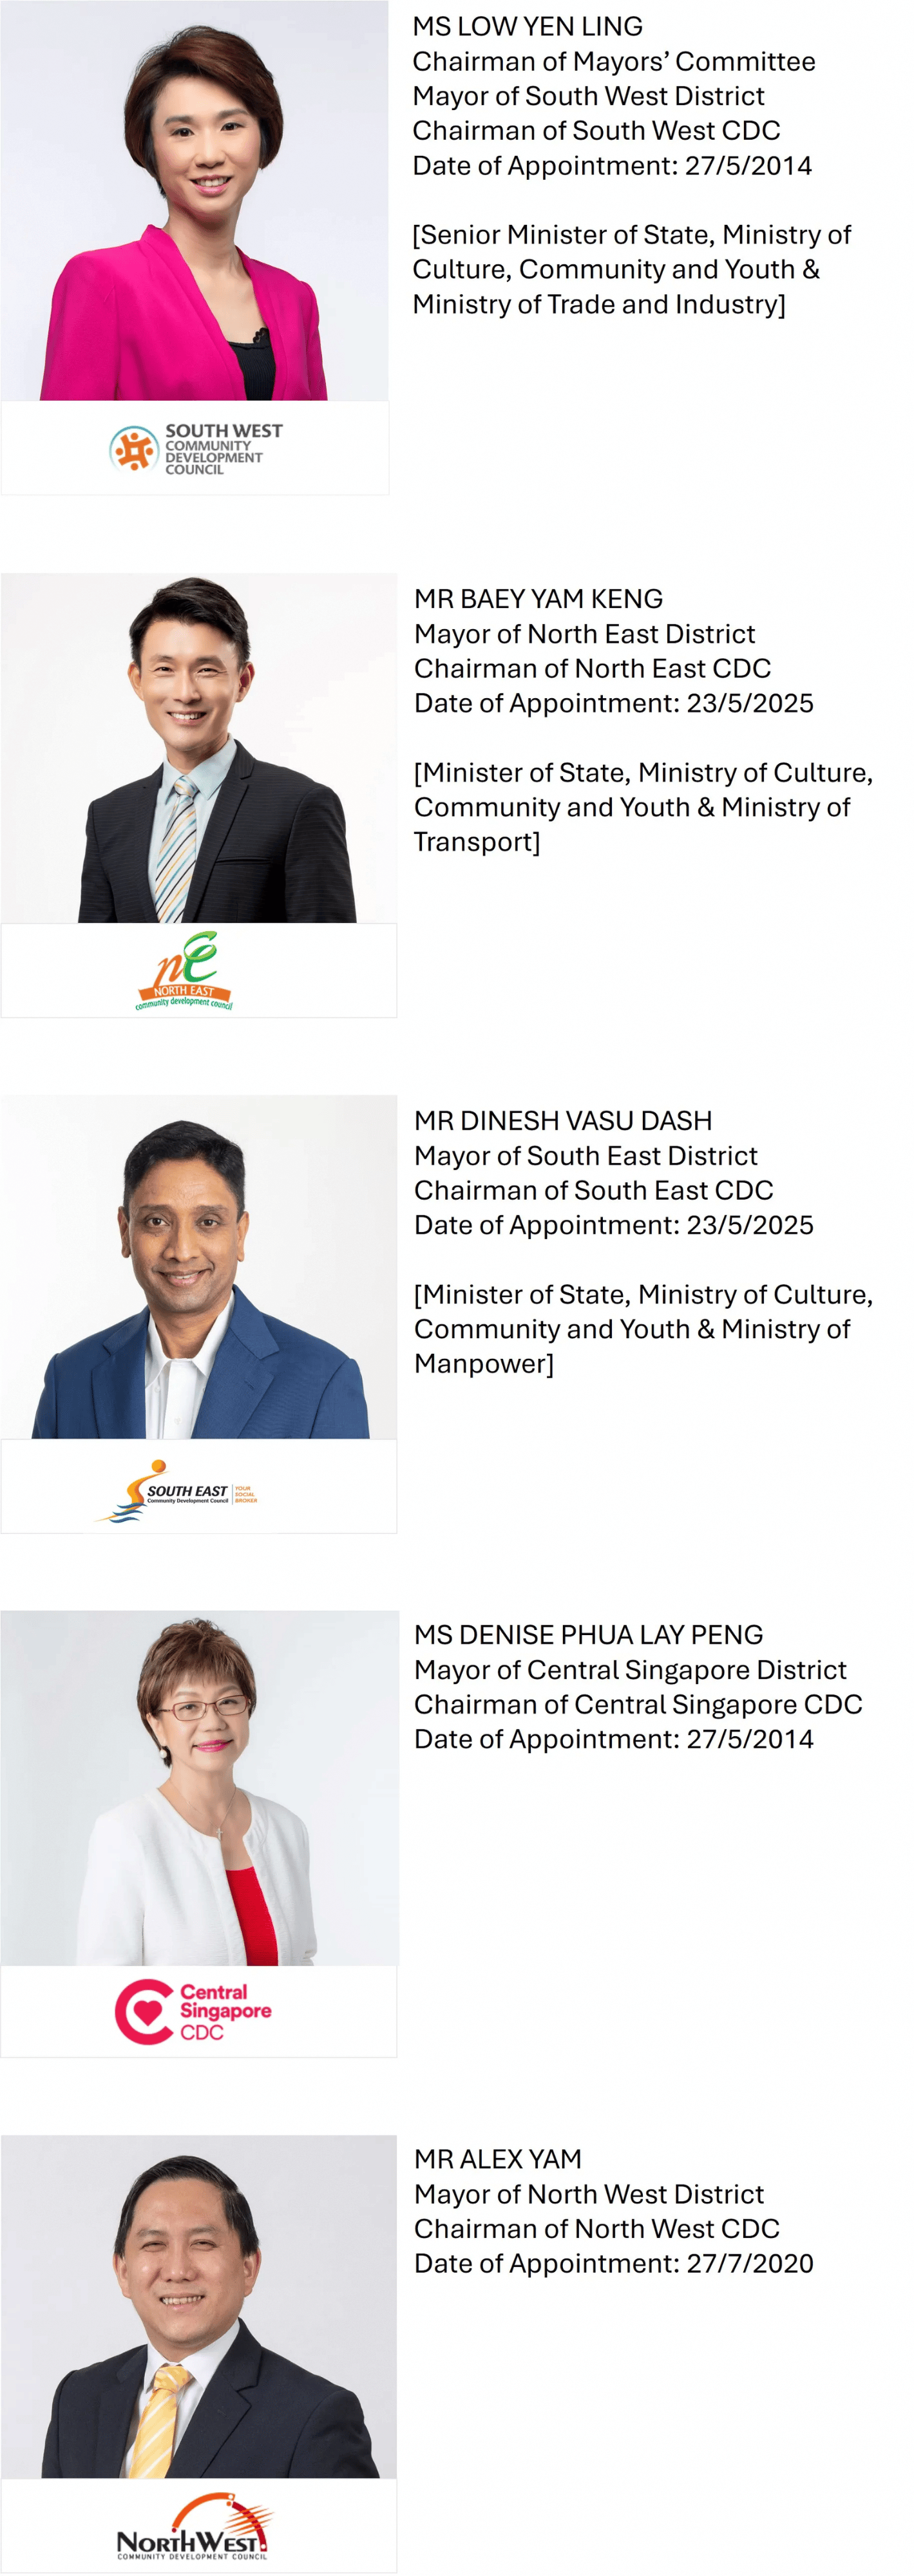 MS LOW YEN LING
Chairman of Mayors’ Committee
Mayor of South West District
Chairman of South West CDC
Date of Appointment: 27/5/2014
[Senior Minister of State, Ministry of
Culture, Community and Youth &
Ministry of Trade and Industry]
SOUTH WEST
COMMUNITY
DEVELOPMENT
COUNCIL
MR BAEY YAM KENG
Mayor of North East District
Chairman of North East CDC
Date of Appointment: 23/5/2025
[Minister of State, Ministry of Culture,
Community and Youth & Ministry of
Transport]
ne
NORTH EAST
community development council
MR DINESH VASU DASH
Mayor of South East District
Chairman of South East CDC
Date of Appointment: 23/5/2025
[Minister of State, Ministry of Culture,
Community and Youth & Ministry of
Manpower]
SOUTH EAST
Community Development Council
YOUR
SOCIAL
BROKER
MS DENISE PHUA LAY PENG
Mayor of Central Singapore District
Chairman of Central Singapore CDC
Date of Appointment: 27/5/2014
Central
Singapore
CDC
MR ALEX YAM
Mayor of North West District
Chairman of North West CDC
Date of Appointment: 27/7/2020
NORTHWEST
COMMUNITY DEVELOPMENT COUNCIL